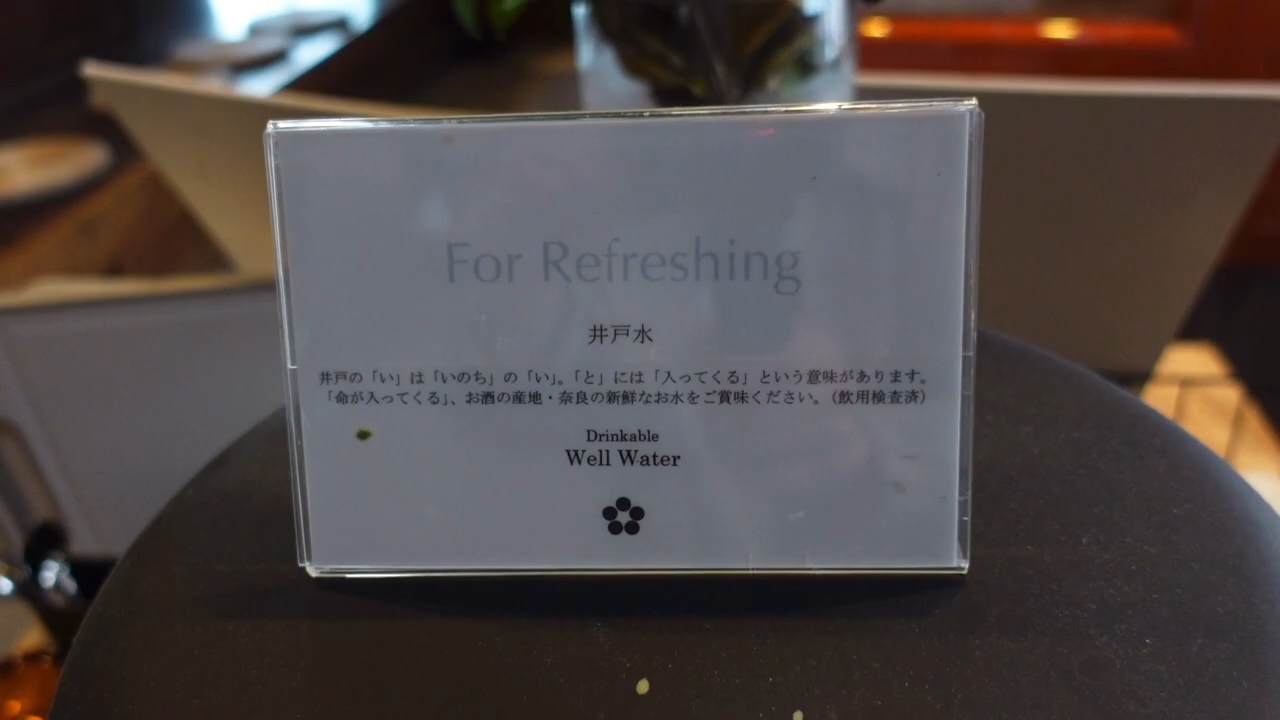 For Refreshing
井戸水
井戸の「い」は「いのち」の「い」。「と」には「入ってくる」という意味があります。
「命が入ってくる」、お酒の産地・奈良の新鮮なお水をご賞味ください。（飲用検査済）
Drinkable
Well Water